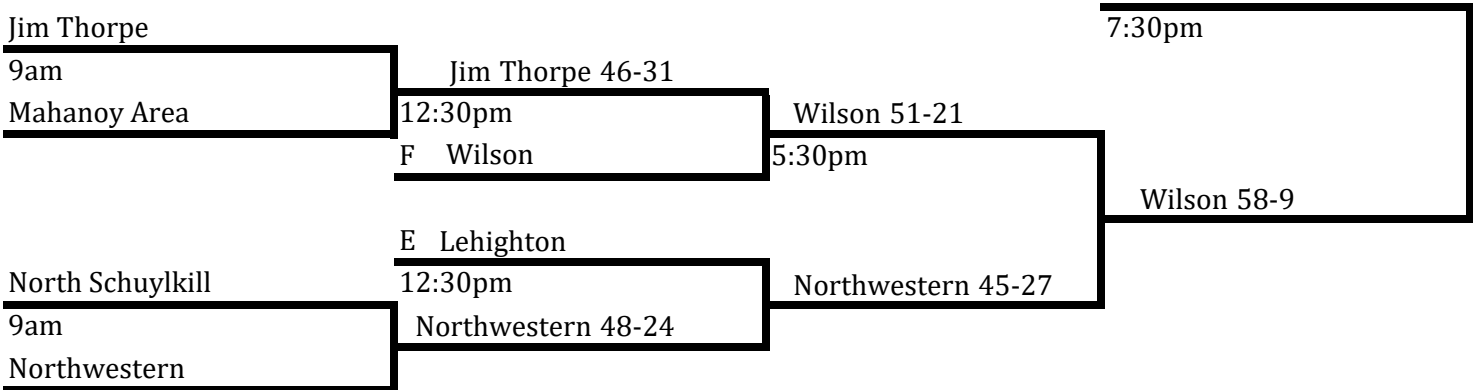 Jim Thorpe
7:30pm
9am
Jim Thorpe 46-31
Mahanoy Area
12:30pm
Wilson 51-21
F Wilson
5:30pm
Wilson 58-9
E Lehighton
North Schuylkill
12:30pm
Northwestern 45-27
9am
Northwestern 48-24
Northwestern